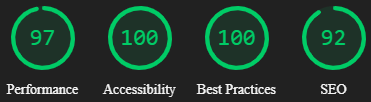 97 100 100 92
Performance Accessibility Best Practices SEO